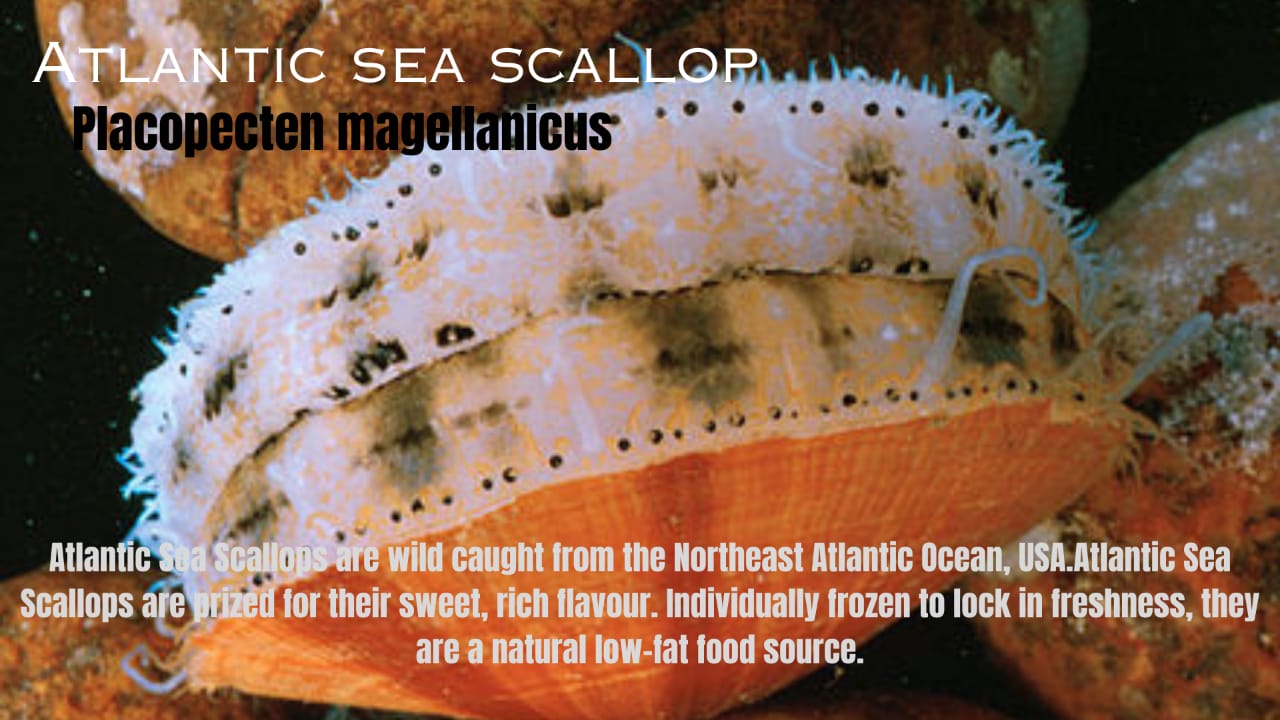 Atlantic sea scallop
Placopecten magellanicus
Atlantic Sea Scallops are wild caught from the Northeast Atlantic Ocean, USA.Atlantic Sea
Scallops are prized for their sweet, rich flavour. Individually frozen to lock in freshness, they
are a natural low-fat food source.